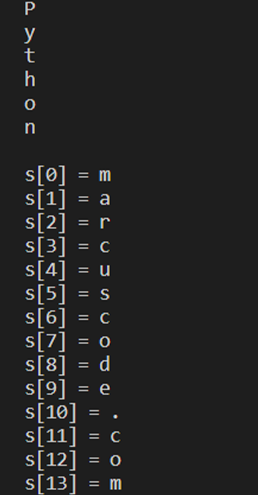 P
y
t
h
o
n

s[0] = m
s[1] = a
s[2] = r
s[3] = c
s[4] = u
s[5] = s
s[6] = c
s[7] = o
s[8] = d
s[9] = e
s[10] = .
s[11] = c
s[12] = o
s[13] = m